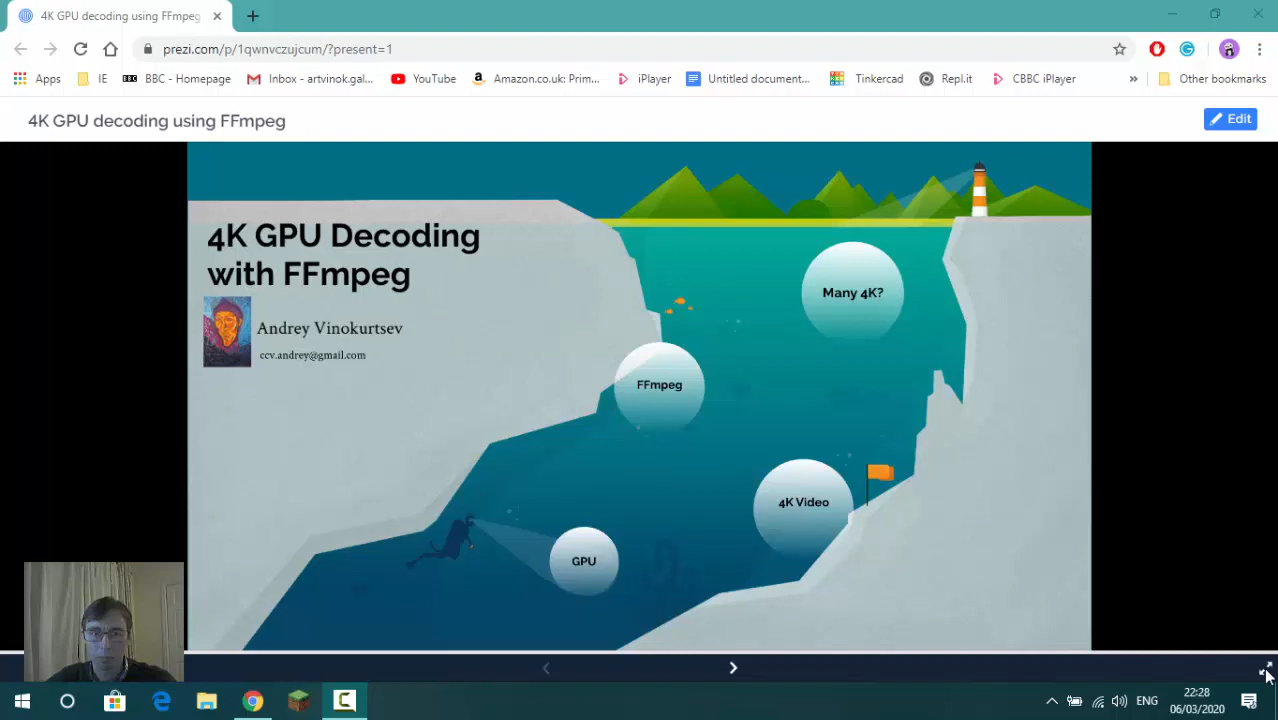 4K GPU decoding using FFmpeg
prezi.com/p/1qwnvczujcum/?present=1
Apps
IE
BBC
BBC - Homepage
Inbox - artvinok.gal...
YouTube
Amazon.co.uk: Prim...
iPlayer
Untitled document...
Tinkercad
Repl.it
CBBC iPlayer
»
Other bookmarks
4K GPU decoding using FFmpeg
Edit
4K GPU Decoding
with FFmpeg
Andrey Vinokurtsev
ccv.andrey@gmail.com
Many 4K?
FFmpeg
4K Video
GPU
ENG
22:28
06/03/2020